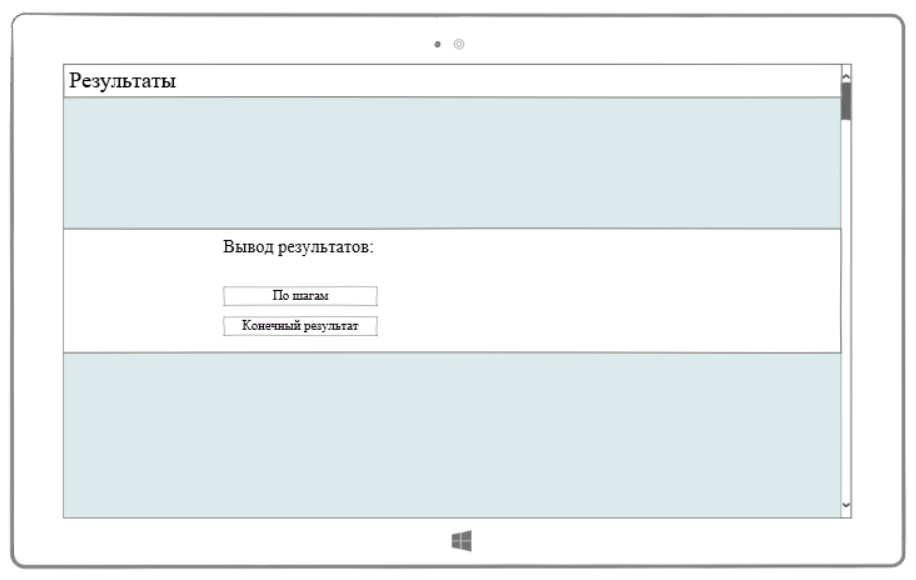 Результаты
Вывод результатов:
По шагам
Конечный результат